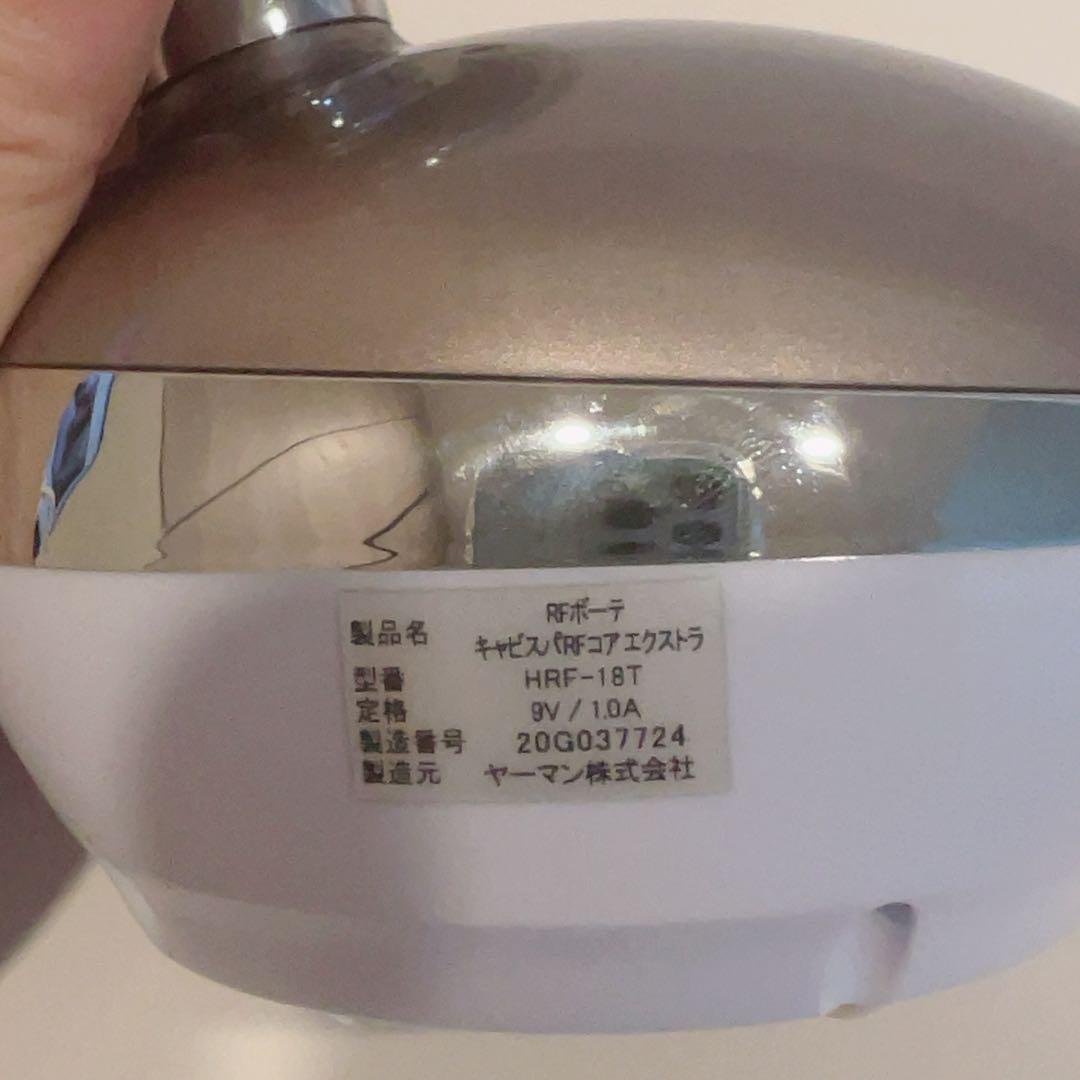 製品名 RFボーテ
キャビスパRFコアエクストラ
型番 HRF-18T
定格 9V / 1.0A
製造番号 20G037724
製造元 ヤーマン株式会社